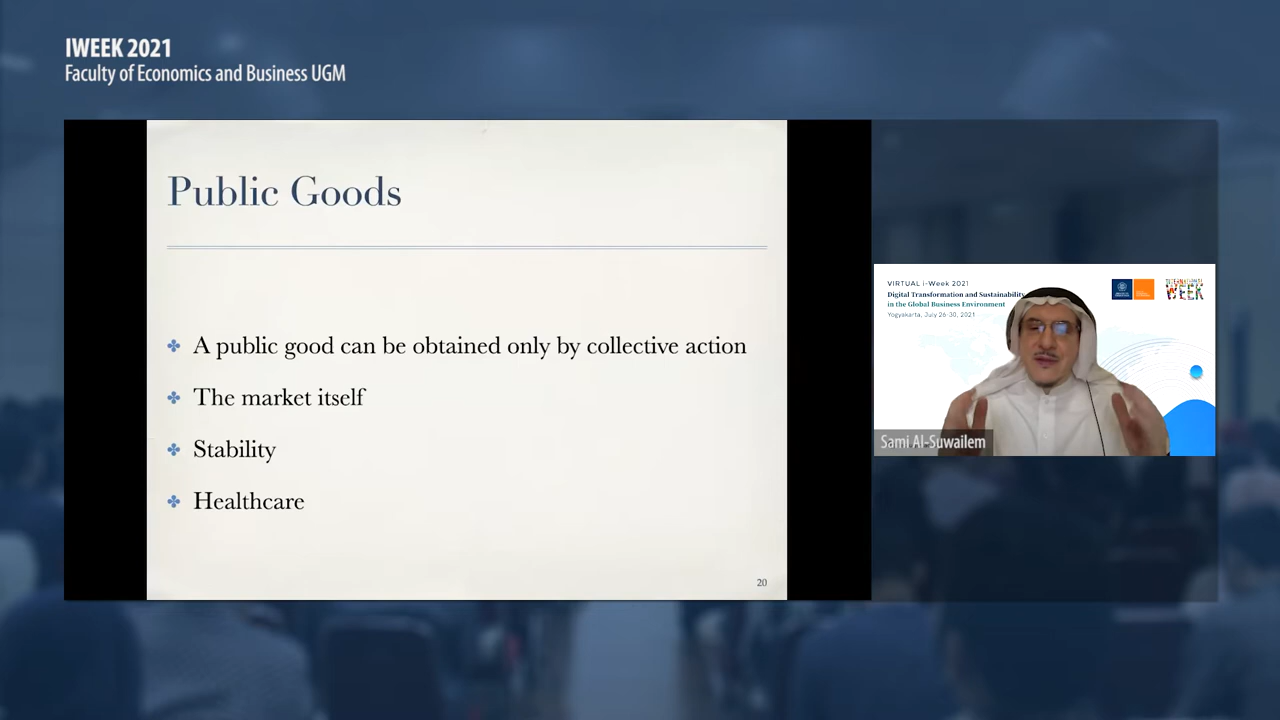 IWEEK 2021
Faculty of Economics and Business UGM
Public Goods
A public good can be obtained only by collective action
The market itself
Stability
Healthcare
20
VIRTUAL i-Week 2021
Digital Transformation and Sustainability
in the Global Business Environment
Yogyakarta, July 26-30, 2021
WEEK
Sami Al-Suwailem